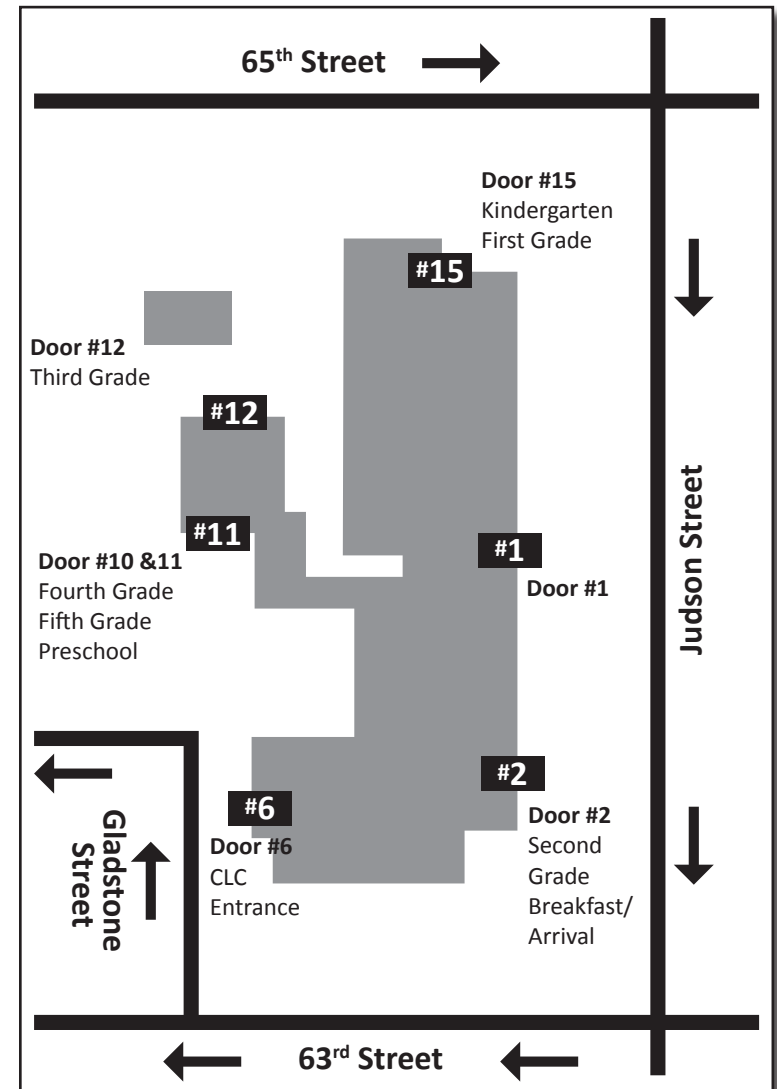 65th Street
Door #15
Kindergarten
First Grade
#15
Door #12
Third Grade
#12
#11
Door #10 &11
Fourth Grade
Fifth Grade
Preschool
#1
Door #1
Judson Street
#2
Door #2
Second
Grade
Breakfast/
Arrival
#6
Door #6
CLC
Entrance
Gladstone
Street
63rd Street